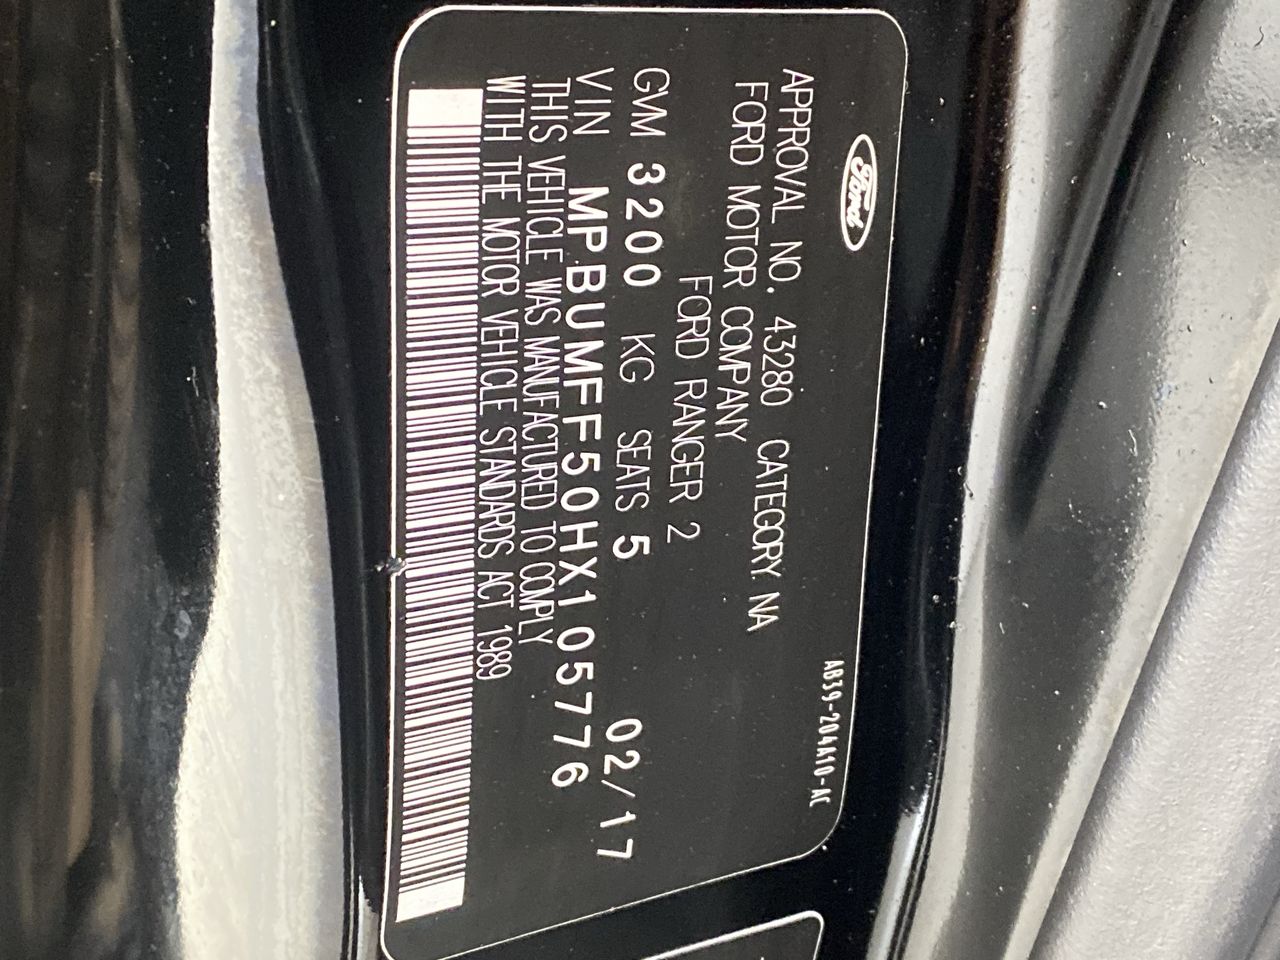 Ford
AB39-204A10-AC
APPROVAL NO. 43280 CATEGORY. NA
FORD MOTOR COMPANY
FORD RANGER 2
GVM 3200 KG SEATS 5 02/17
VIN MPBUMFF50HX105776
THIS VEHICLE WAS MANUFACTURED TO COMPLY
WITH THE MOTOR VEHICLE STANDARDS ACT 1989